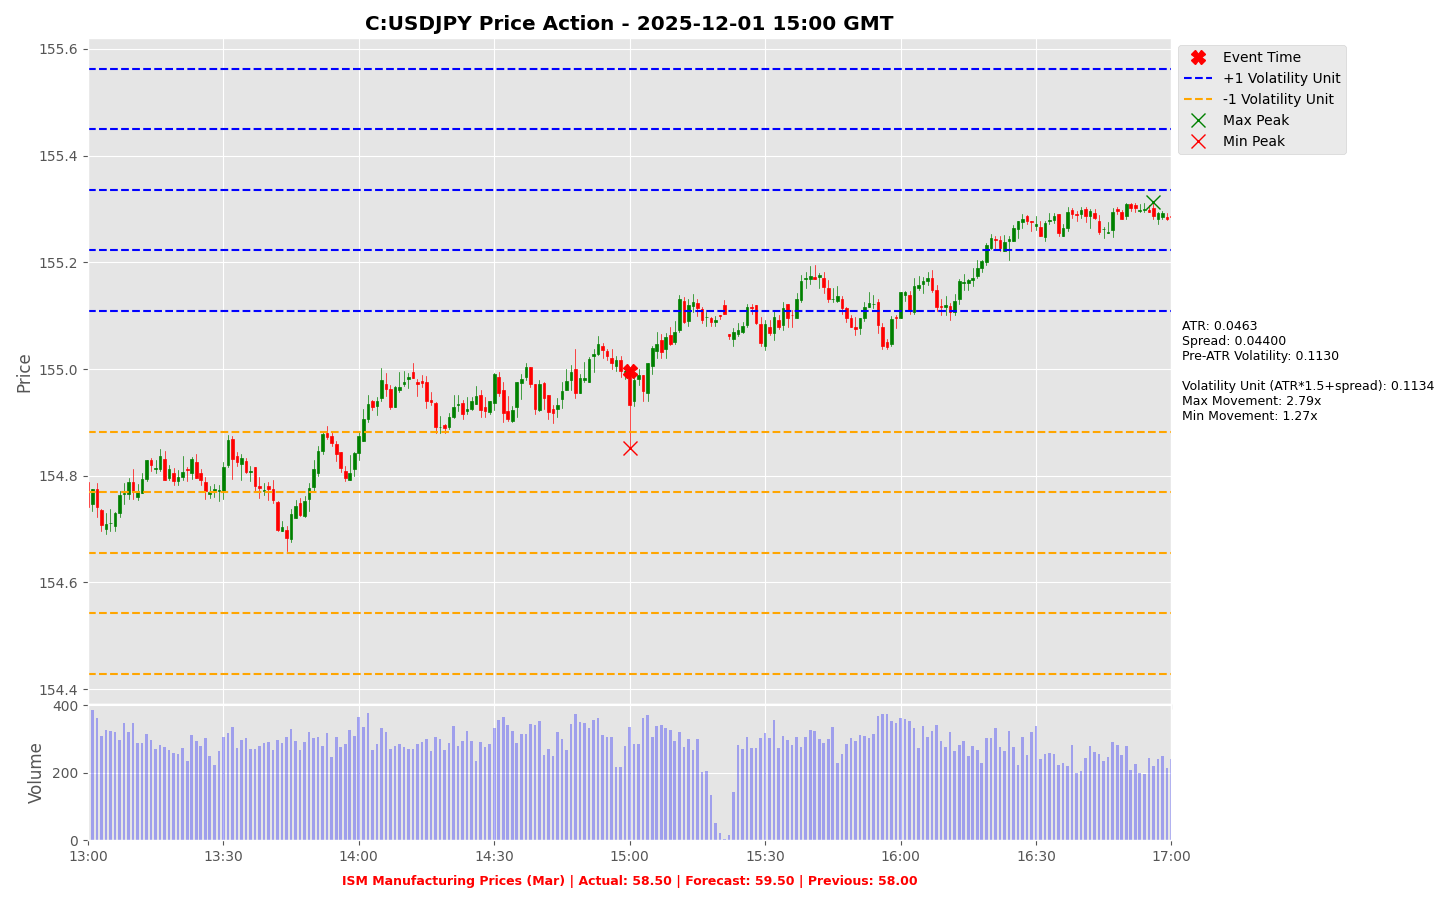 C:USDJPY Price Action - 2025-12-01 15:00 GMT
Price
155.6
155.4
155.2
155.0
154.8
154.6
154.4
Event Time
+1 Volatility Unit
-1 Volatility Unit
Max Peak
Min Peak
ATR: 0.0463
Spread: 0.04400
Pre-ATR Volatility: 0.1130
Volatility Unit (ATR*1.5+spread): 0.1134
Max Movement: 2.79x
Min Movement: 1.27x
Volume
400
200
0
13:00 13:30 14:00 14:30 15:00 15:30 16:00 16:30 17:00
ISM Manufacturing Prices (Mar) | Actual: 58.50 | Forecast: 59.50 | Previous: 58.00